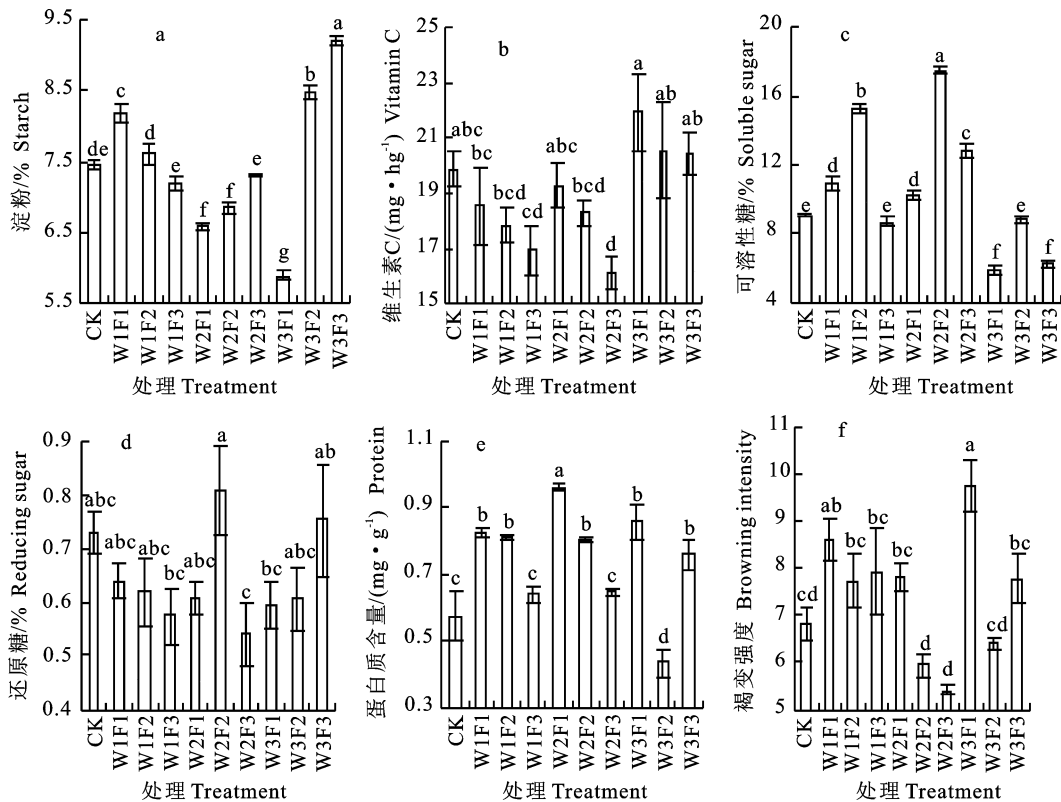 淀粉/% Starch
9.5
8.5
7.5
6.5
5.5
a
de
c
d
e
f
f
e
g
b
a
CK
W1F1
W1F2
W1F3
W2F1
W2F2
W2F3
W3F1
W3F2
W3F3
处理 Treatment
维生素C/(mg·hg⁻¹) Vitamin C
25
23
21
19
17
15
b
abc
bc
bcd
cd
abc
bcd
d
a
ab
ab
CK
W1F1
W1F2
W1F3
W2F1
W2F2
W2F3
W3F1
W3F2
W3F3
处理 Treatment
可溶性糖/% Soluble sugar
20
16
12
8
4
c
e
d
b
e
d
a
c
f
e
f
CK
W1F1
W1F2
W1F3
W2F1
W2F2
W2F3
W3F1
W3F2
W3F3
处理 Treatment
还原糖/% Reducing sugar
0.9
0.8
0.7
0.6
0.5
0.4
d
abc
abc
abc
bc
abc
a
c
bc
abc
ab
CK
W1F1
W1F2
W1F3
W2F1
W2F2
W2F3
W3F1
W3F2
W3F3
处理 Treatment
蛋白质含量/(mg·g⁻¹) Protein
1.1
0.9
0.7
0.5
0.3
e
c
b
b
c
a
b
c
b
d
b
CK
W1F1
W1F2
W1F3
W2F1
W2F2
W2F3
W3F1
W3F2
W3F3
处理 Treatment
褐变强度 Browning intensity
11
10
9
8
7
6
5
f
cd
ab
bc
bc
bc
d
d
a
cd
bc
CK
W1F1
W1F2
W1F3
W2F1
W2F2
W2F3
W3F1
W3F2
W3F3
处理 Treatment